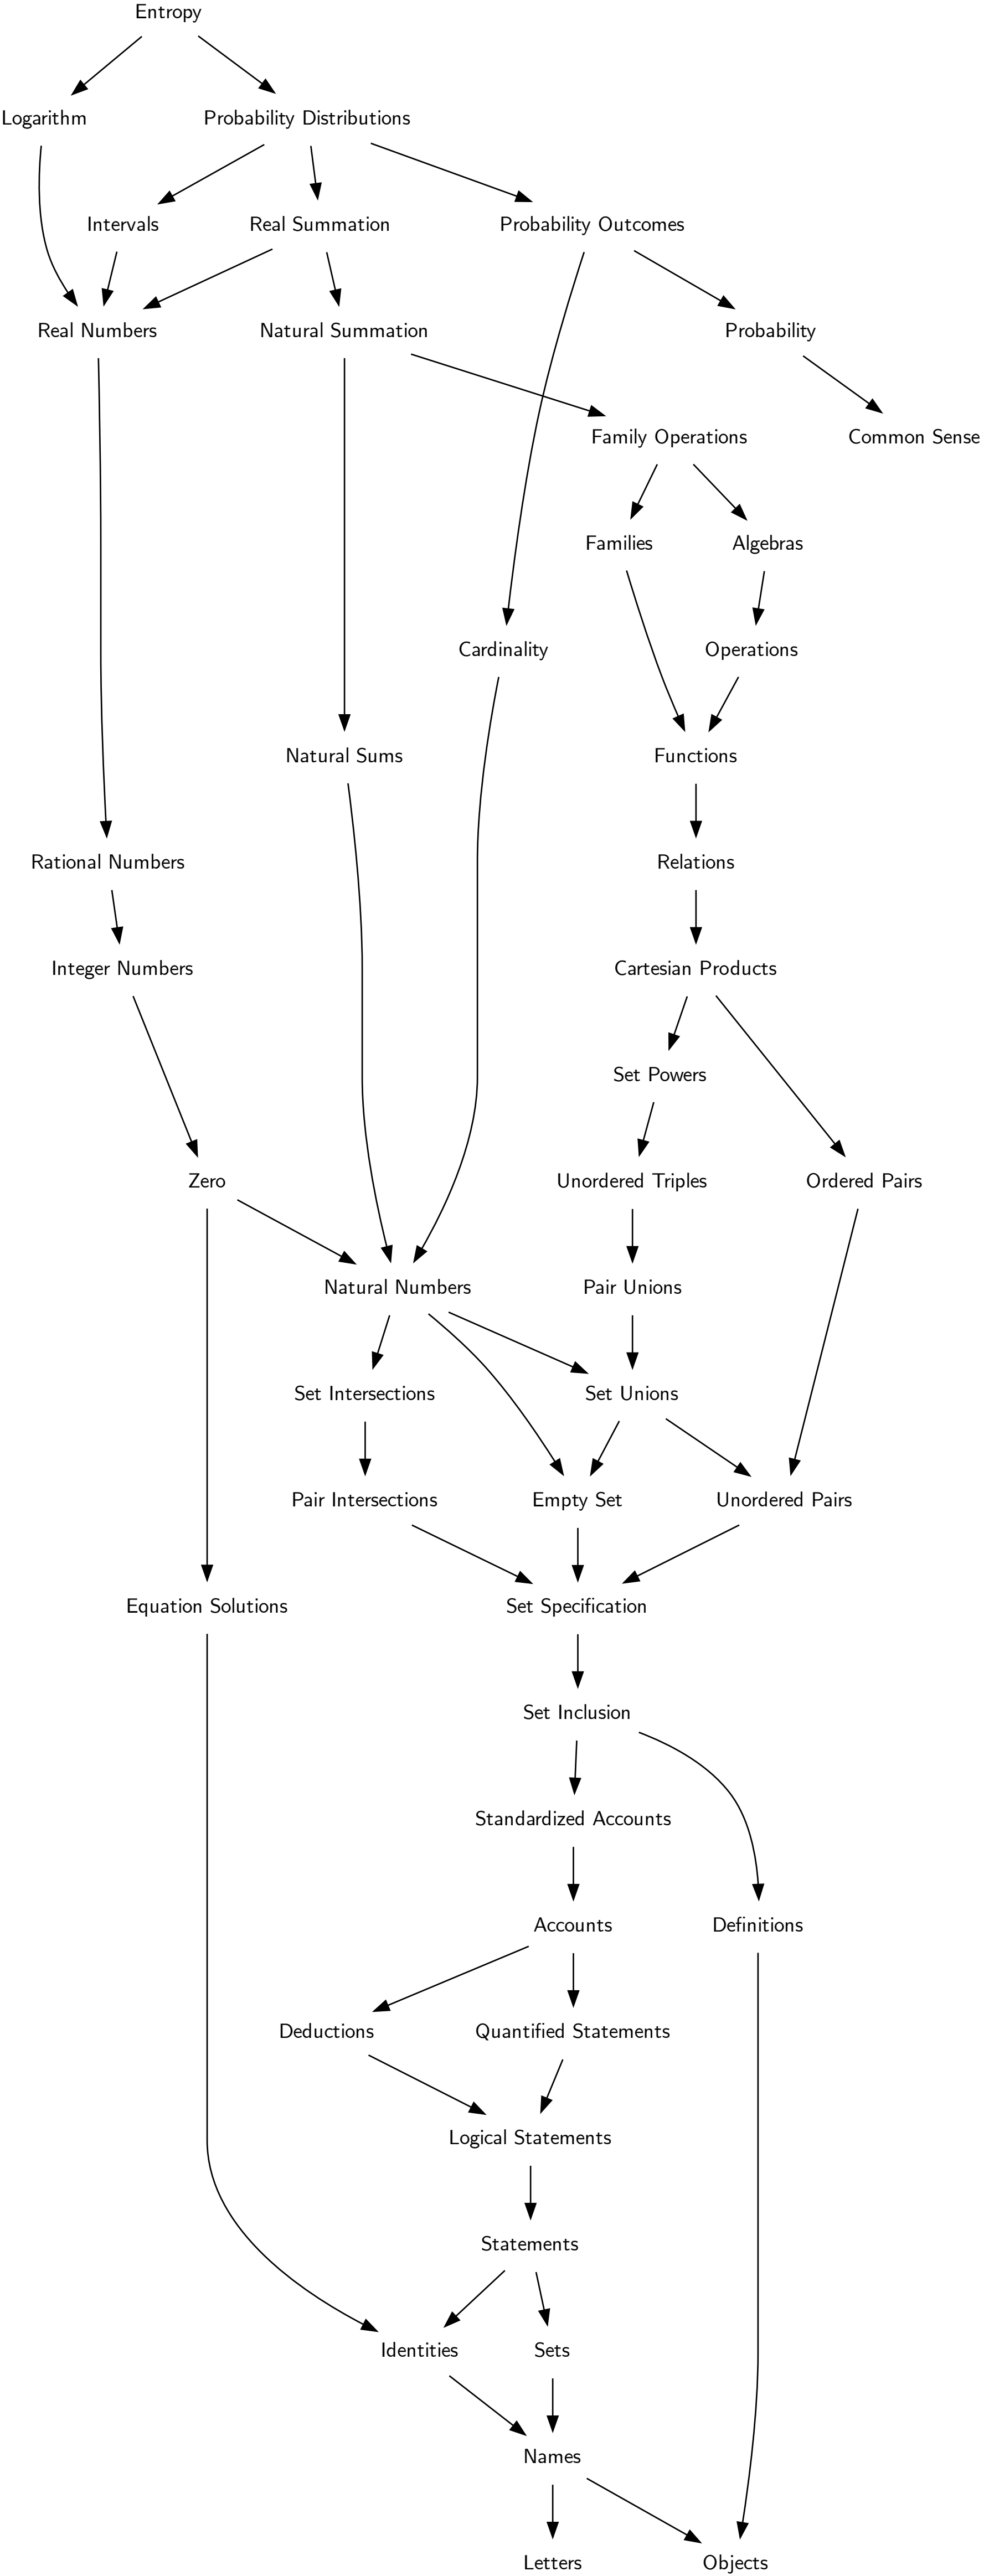 Entropy
Logarithm
Probability Distributions
Intervals
Real Summation
Probability Outcomes
Real Numbers
Natural Summation
Probability
Family Operations
Common Sense
Families
Algebras
Cardinality
Operations
Natural Sums
Functions
Rational Numbers
Relations
Integer Numbers
Cartesian Products
Set Powers
Zero
Unordered Triples
Ordered Pairs
Natural Numbers
Pair Unions
Set Intersections
Set Unions
Pair Intersections
Empty Set
Unordered Pairs
Equation Solutions
Set Specification
Set Inclusion
Standardized Accounts
Accounts
Definitions
Deductions
Quantified Statements
Logical Statements
Statements
Identities
Sets
Names
Letters
Objects